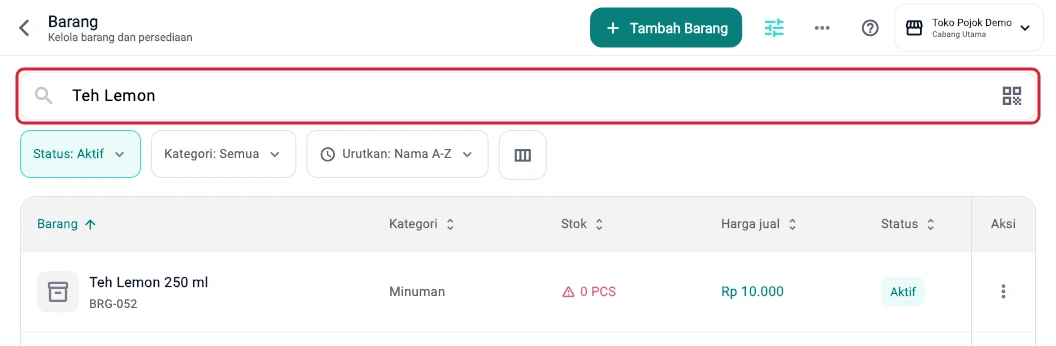 Barang
Kelola barang dan persediaan
+ Tambah Barang
Toko Pojok Demo
Cabang Utama
Teh Lemon
Status: Aktif
Kategori: Semua
Urutkan: Nama A-Z
Barang
Kategori
Stok
Harga jual
Status
Aksi
Teh Lemon 250 ml
BRG-052
Minuman
0 PCS
Rp 10.000
Aktif